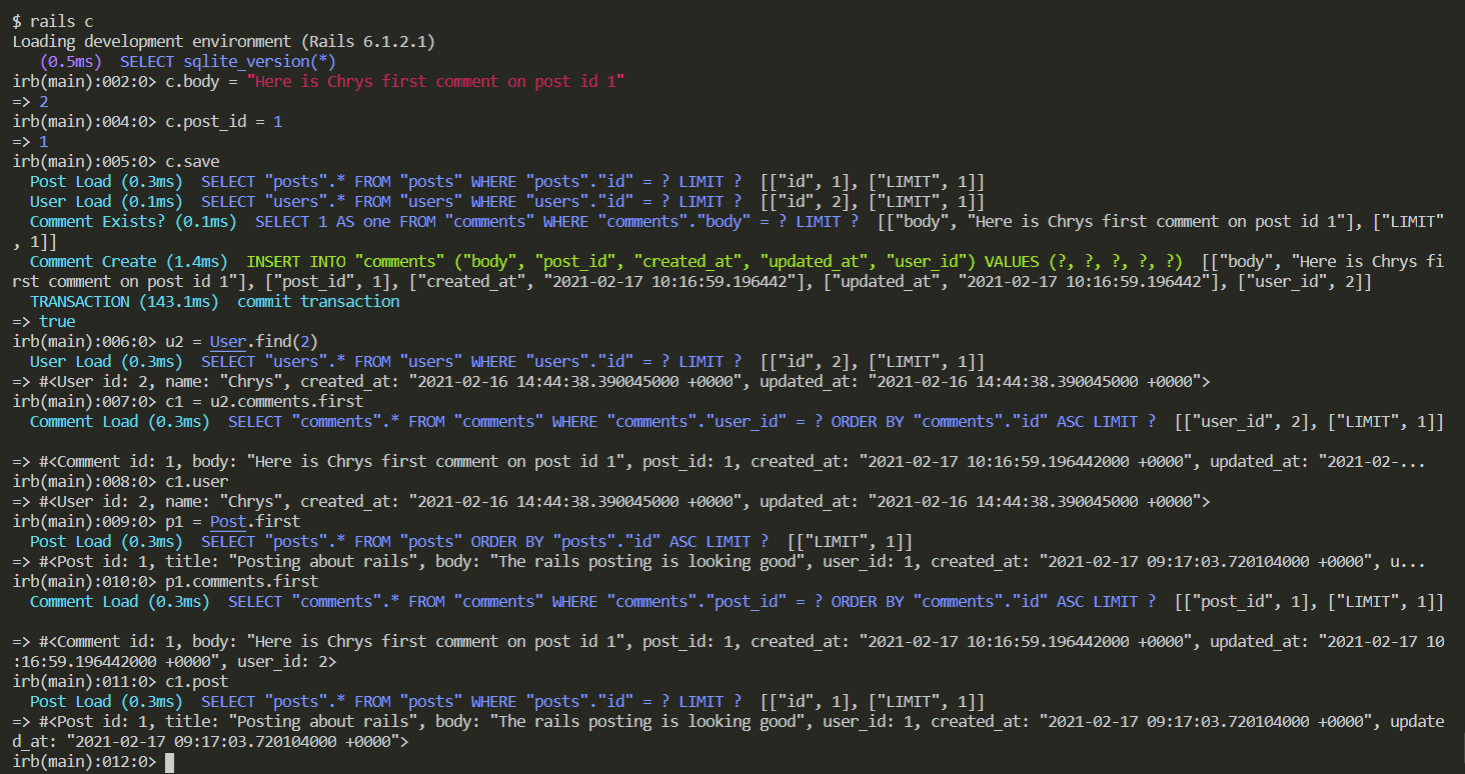 $ rails c
Loading development environment (Rails 6.1.2.1)
   (0.5ms)  SELECT sqlite_version(*)
irb(main):002:0> c.body = "Here is Chrys first comment on post id 1"
=> 2
irb(main):004:0> c.post_id = 1
=> 1
irb(main):005:0> c.save
  Post Load (0.3ms)  SELECT "posts".* FROM "posts" WHERE "posts"."id" = ? LIMIT ?  [["id", 1], ["LIMIT", 1]]
  User Load (0.1ms)  SELECT "users".* FROM "users" WHERE "users"."id" = ? LIMIT ?  [["id", 2], ["LIMIT", 1]]
  Comment Exists? (0.1ms)  SELECT 1 AS one FROM "comments" WHERE "comments"."body" = ? LIMIT ?  [["body", "Here is Chrys first comment on post id 1"], ["LIMIT"
, 1]]
  Comment Create (1.4ms)  INSERT INTO "comments" ("body", "post_id", "created_at", "updated_at", "user_id") VALUES (?, ?, ?, ?, ?)  [["body", "Here is Chrys fi
rst comment on post id 1"], ["post_id", 1], ["created_at", "2021-02-17 10:16:59.196442"], ["updated_at", "2021-02-17 10:16:59.196442"], ["user_id", 2]]
  TRANSACTION (143.1ms)  commit transaction
=> true
irb(main):006:0> u2 = User.find(2)
  User Load (0.3ms)  SELECT "users".* FROM "users" WHERE "users"."id" = ? LIMIT ?  [["id", 2], ["LIMIT", 1]]
=> #<User id: 2, name: "Chrys", created_at: "2021-02-16 14:44:38.390045000 +0000", updated_at: "2021-02-16 14:44:38.390045000 +0000">
irb(main):007:0> c1 = u2.comments.first
  Comment Load (0.3ms)  SELECT "comments".* FROM "comments" WHERE "comments"."user_id" = ? ORDER BY "comments"."id" ASC LIMIT ?  [["user_id", 2], ["LIMIT", 1]]
=> #<Comment id: 1, body: "Here is Chrys first comment on post id 1", post_id: 1, created_at: "2021-02-17 10:16:59.196442000 +0000", updated_at: "2021-02-...
irb(main):008:0> c1.user
=> #<User id: 2, name: "Chrys", created_at: "2021-02-16 14:44:38.390045000 +0000", updated_at: "2021-02-16 14:44:38.390045000 +0000">
irb(main):009:0> p1 = Post.first
  Post Load (0.3ms)  SELECT "posts".* FROM "posts" ORDER BY "posts"."id" ASC LIMIT ?  [["LIMIT", 1]]
=> #<Post id: 1, title: "Posting about rails", body: "The rails posting is looking good", user_id: 1, created_at: "2021-02-17 09:17:03.720104000 +0000", u...
irb(main):010:0> p1.comments.first
  Comment Load (0.3ms)  SELECT "comments".* FROM "comments" WHERE "comments"."post_id" = ? ORDER BY "comments"."id" ASC LIMIT ?  [["post_id", 1], ["LIMIT", 1]]
=> #<Comment id: 1, body: "Here is Chrys first comment on post id 1", post_id: 1, created_at: "2021-02-17 10:16:59.196442000 +0000", updated_at: "2021-02-17 10
:16:59.196442000 +0000", user_id: 2>
irb(main):011:0> c1.post
  Post Load (0.3ms)  SELECT "posts".* FROM "posts" WHERE "posts"."id" = ? LIMIT ?  [["id", 1], ["LIMIT", 1]]
=> #<Post id: 1, title: "Posting about rails", body: "The rails posting is looking good", user_id: 1, created_at: "2021-02-17 09:17:03.720104000 +0000", update
d_at: "2021-02-17 09:17:03.720104000 +0000">
irb(main):012:0>